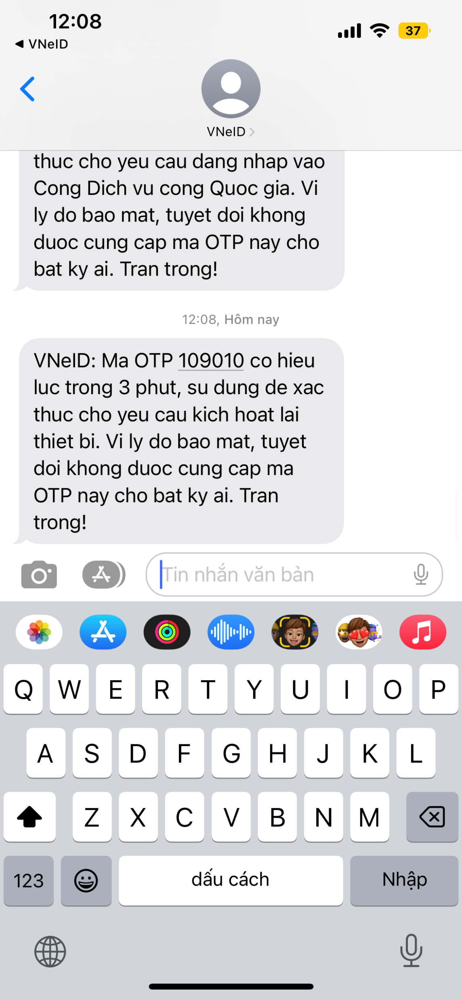 12:08
37
VNeID
VNeID
thuc cho yeu cau dang nhap vao
Cong Dich vu cong Quoc gia. Vi
ly do bao mat, tuyet doi khong
duoc cung cap ma OTP nay cho
bat ky ai. Tran trong!
12:08, Hôm nay
VNeID: Ma OTP 109010 co hieu
luc trong 3 phut, su dung de xac
thuc cho yeu cau kich hoat lai
thiet bi. Vi ly do bao mat, tuyet
doi khong duoc cung cap ma
OTP nay cho bat ky ai. Tran
trong!
Tin nhắn văn bản
Q W E R T Y U I O P
A S D F G H J K L
Z X C V B N M
123 dấu cách Nhập